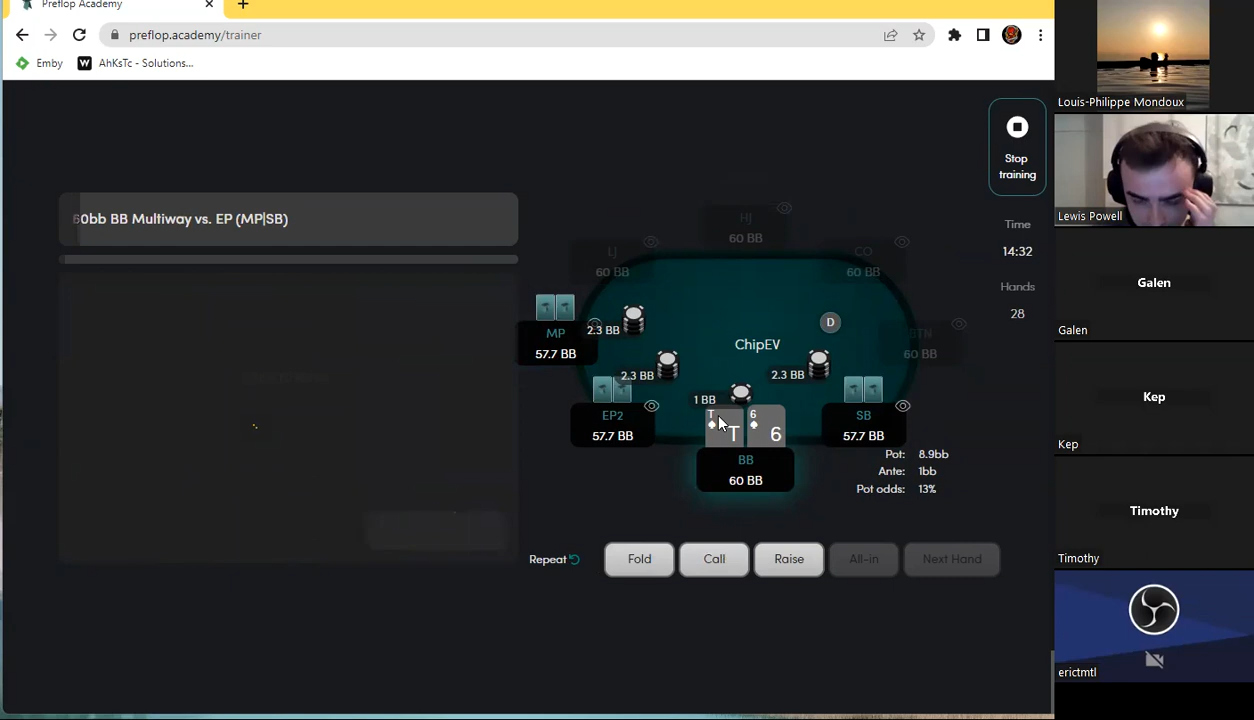 Preflop Academy
preflop.academy/trainer
Emby
W AhKsTc - Solutions...
Stop
training
60bb BB Multiway vs. EP (MP|SB)
Time
14:32
Hands
28
HJ
60 BB
LJ
60 BB
CO
60 BB
BTN
60 BB
MP
57.7 BB
2.3 BB
D
ChipEV
2.3 BB
2.3 BB
1 BB
EP2
57.7 BB
T
T
6
6
SB
57.7 BB
BB
60 BB
Pot: 8.9bb
Ante: 1bb
Pot odds: 13%
Repeat
Fold
Call
Raise
All-in
Next Hand
Louis-Philippe Mondoux
Lewis Powell
Galen
Galen
Kep
Kep
Timothy
Timothy
erictmtl